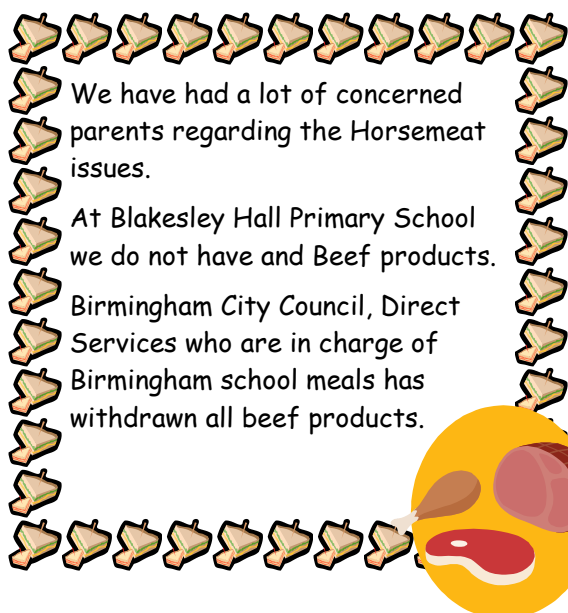 We have had a lot of concerned
parents regarding the Horsemeat
issues.
At Blakesley Hall Primary School
we do not have and Beef products.
Birmingham City Council, Direct
Services who are in charge of
Birmingham school meals has
withdrawn all beef products.